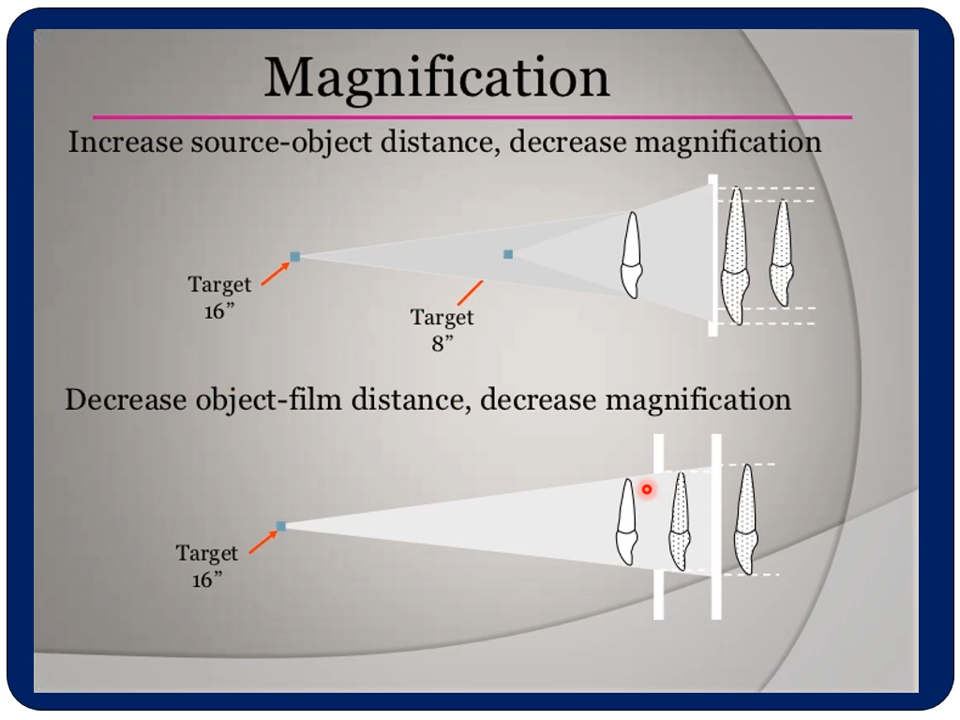 Magnification
Increase source-object distance, decrease magnification
Target
16”
Target
8”
Decrease object-film distance, decrease magnification
Target
16”